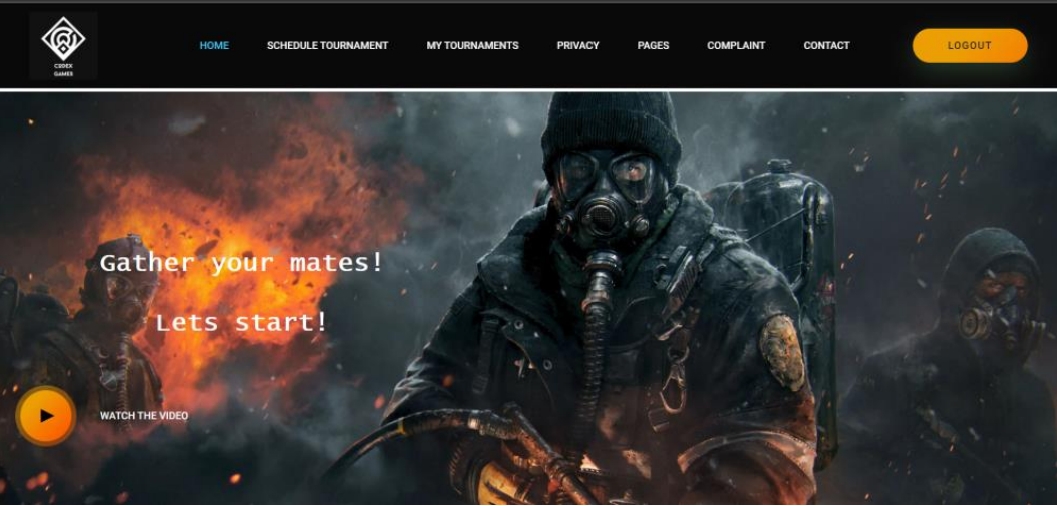 HOME SCHEDULE TOURNAMENT MY TOURNAMENTS PRIVACY PAGES COMPLAINT CONTACT LOGOUT
GAMES
Gather your mates!
Lets start!
WATCH THE VIDEO